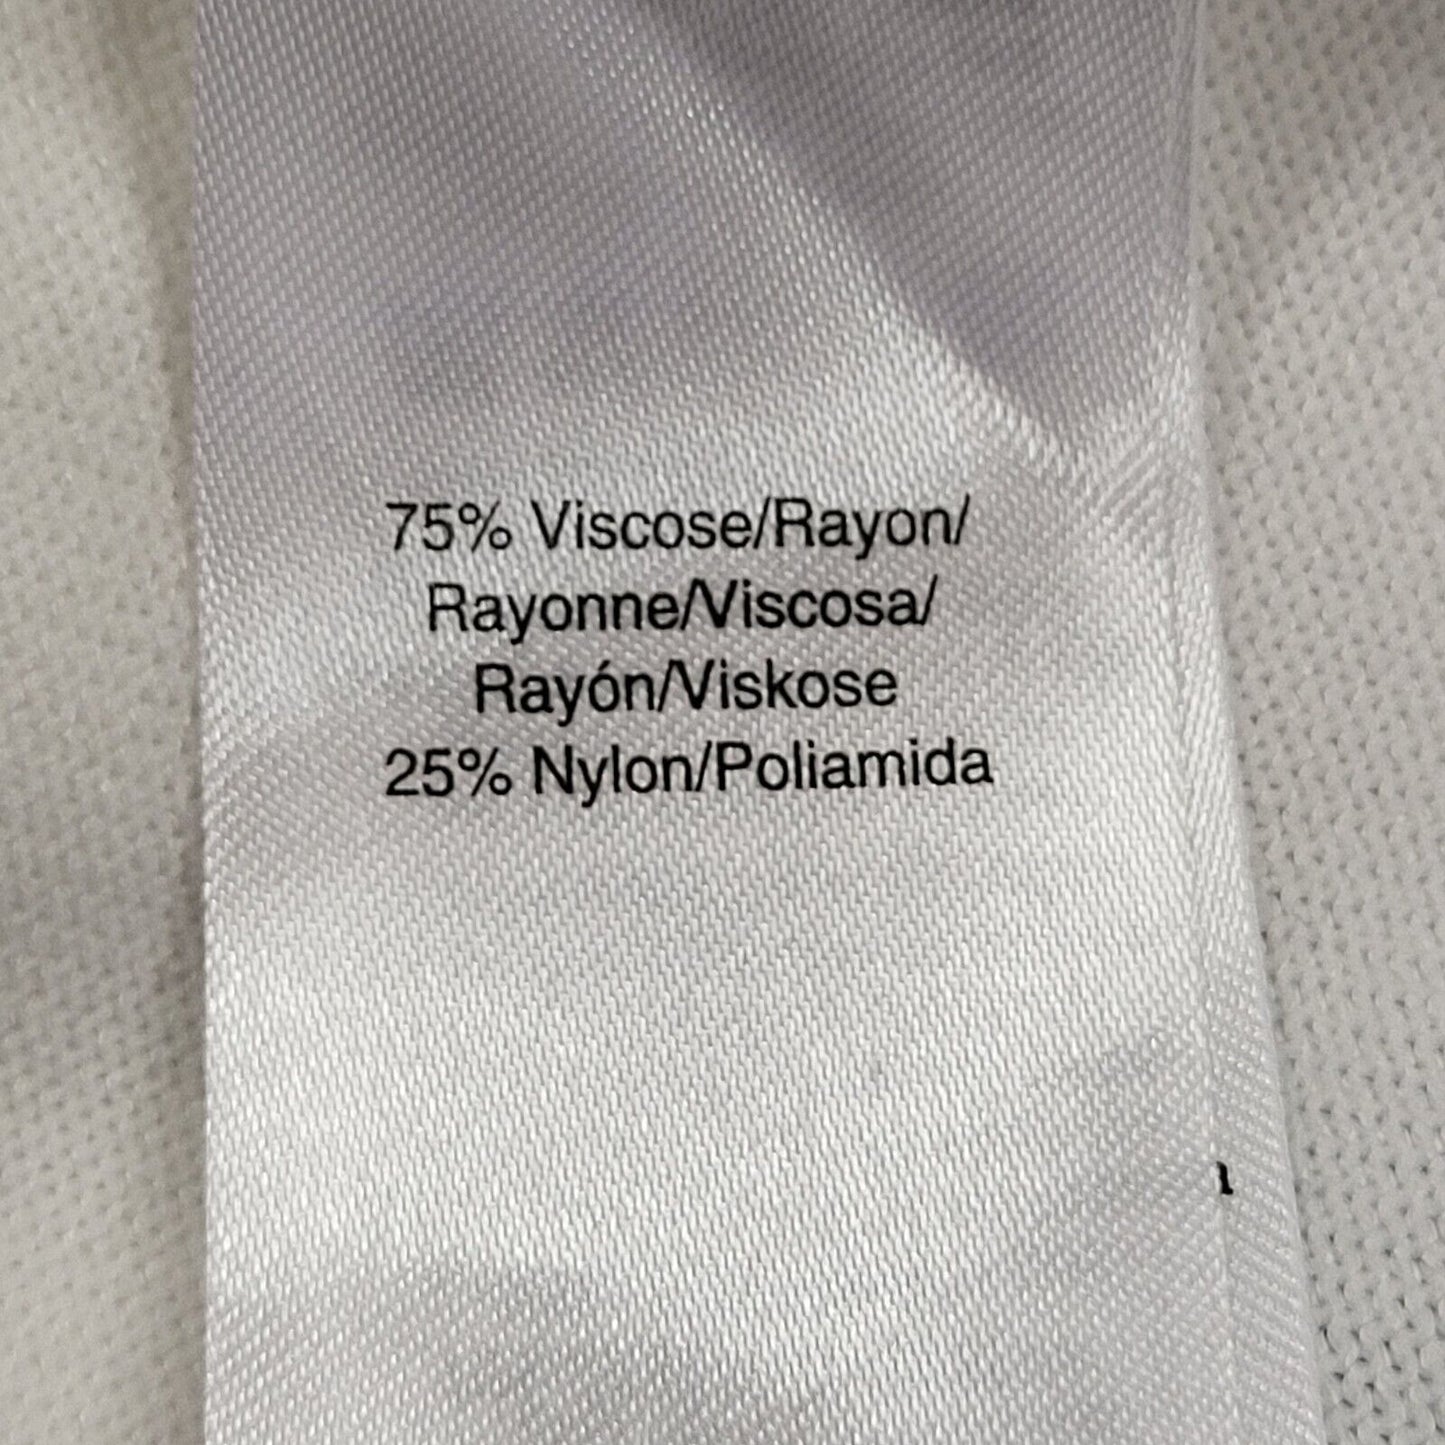 75% Viscose/Rayon/
Rayonne/Viscosa/
Rayón/Viskose
25% Nylon/Poliamida